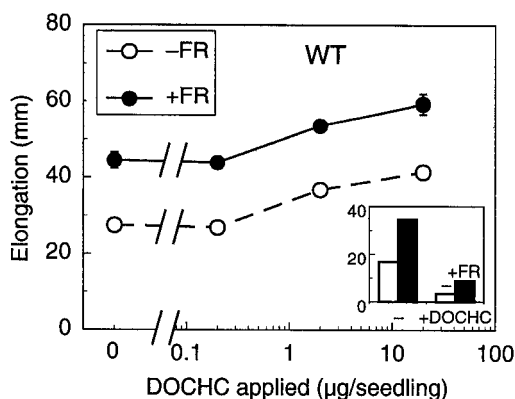 80
60
40
20
0
Elongation (mm)
–FR
+FR
WT
40
20
0
+FR
–
– +DOCHC
0 0.1 1 10 100
DOCHC applied (μg/seedling)